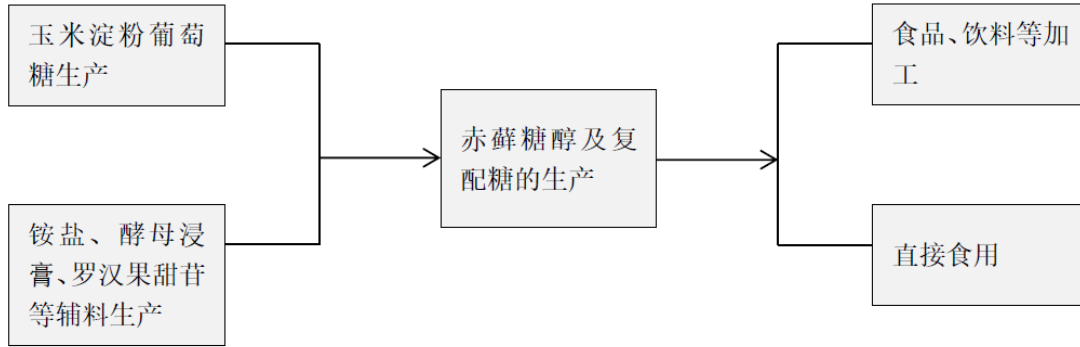 玉米淀粉葡萄
糖生产
铵盐、酵母浸
膏、罗汉果甜苷
等辅料生产
赤藓糖醇及复
配糖的生产
食品、饮料等加
工
直接食用